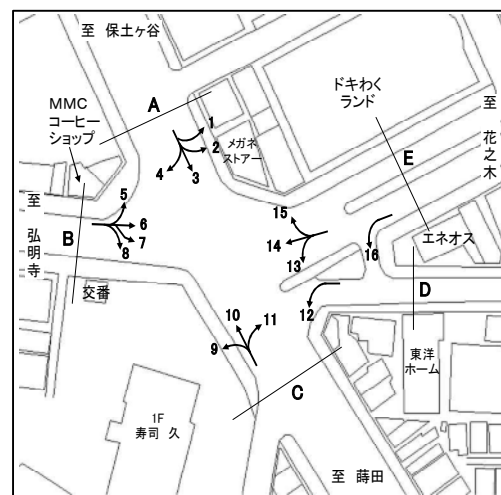 至 保土ヶ谷
A
MMC
コーヒー
ショップ
メガネ
ストアー
ドキわく
ランド
至 花之木
E
1
2
3
4
5
6
7
8
至 弘明寺
B
15
14
13
16
エネオス
D
交番
12
10
11
9
C
東洋
ホーム
1F
寿司 久
至 蒔田